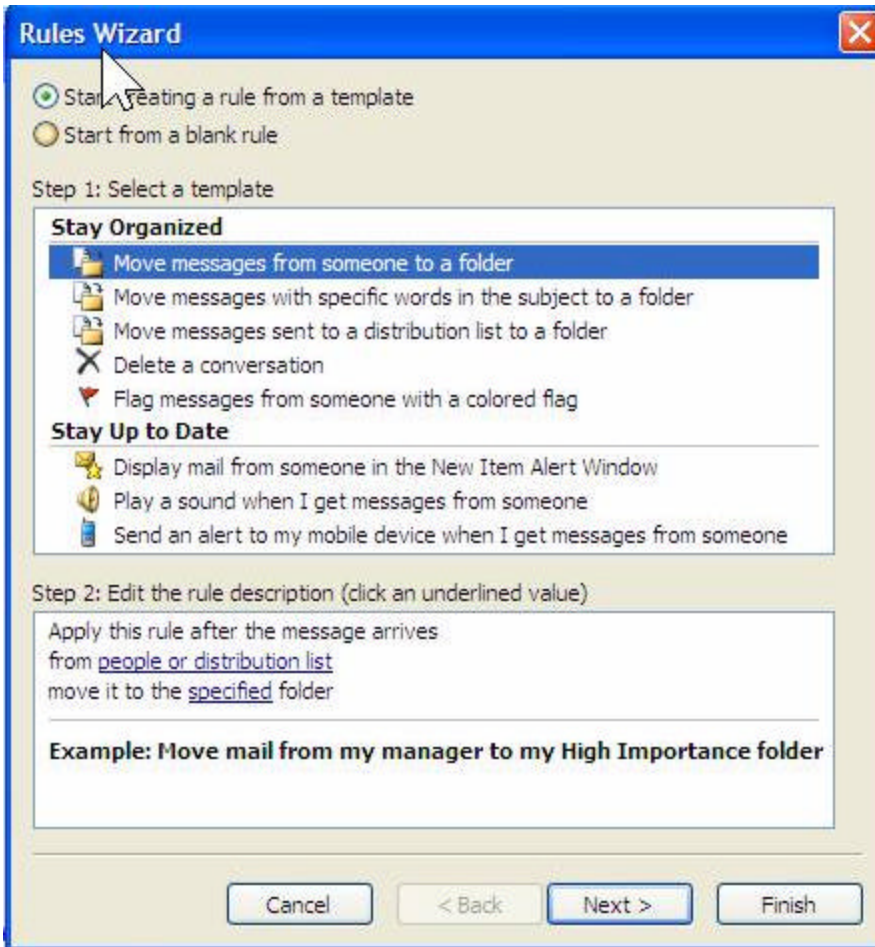 Rules Wizard
Start creating a rule from a template
Start from a blank rule
Step 1: Select a template
Stay Organized
Move messages from someone to a folder
Move messages with specific words in the subject to a folder
Move messages sent to a distribution list to a folder
Delete a conversation
Flag messages from someone with a colored flag
Stay Up to Date
Display mail from someone in the New Item Alert Window
Play a sound when I get messages from someone
Send an alert to my mobile device when I get messages from someone
Step 2: Edit the rule description (click an underlined value)
Apply this rule after the message arrives
from people or distribution list
move it to the specified folder
Example: Move mail from my manager to my High Importance folder
Cancel < Back Next > Finish